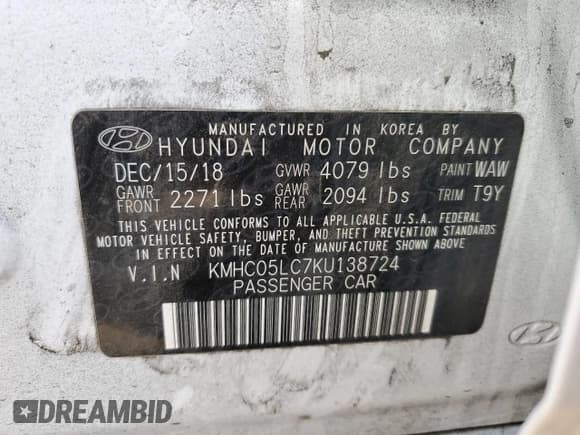 MANUFACTURED IN KOREA BY
HYUNDAI MOTOR COMPANY
DEC/15/18 GVWR 4079 lbs PAINT WAW
GAWR FRONT 2271 lbs GAWR REAR 2094 lbs TRIM T9Y
THIS VEHICLE CONFORMS TO ALL APPLICABLE U.S.A. FEDERAL
MOTOR VEHICLE SAFETY, BUMPER, AND THEFT PREVENTION
STANDARDS IN EFFECT ON THE DATE OF MANUFACTURE SHOWN ABOVE
V.I.N KMHC05LC7KU138724
PASSENGER CAR
DREAMBID